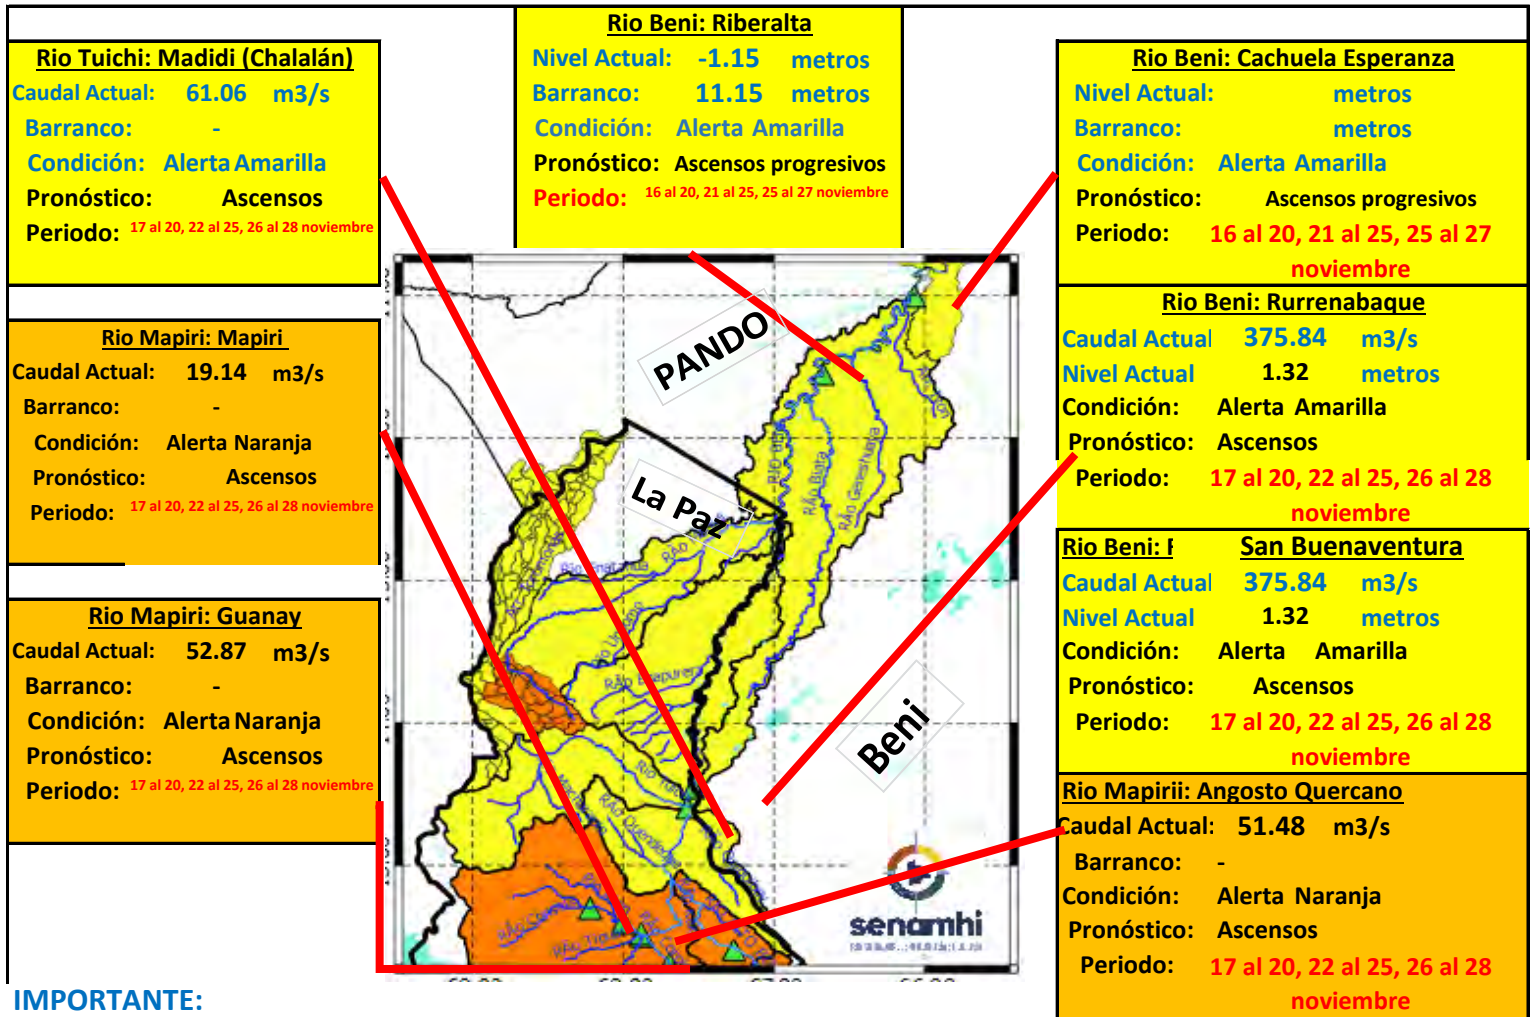 Rio Beni: Riberalta
Nivel Actual: -1.15 metros
Barranco: 11.15 metros
Condición: Alerta Amarilla
Pronóstico: Ascensos progresivos
Periodo: 16 al 20, 21 al 25, 25 al 27 noviembre
Rio Tuichi: Madidi (Chalalán)
Caudal Actual: 61.06 m3/s
Barranco: -
Condición: Alerta Amarilla
Pronóstico: Ascensos
Periodo: 17 al 20, 22 al 25, 26 al 28 noviembre
Rio Mapiri: Mapiri
Caudal Actual: 19.14 m3/s
Barranco: -
Condición: Alerta Naranja
Pronóstico: Ascensos
Periodo: 17 al 20, 22 al 25, 26 al 28 noviembre
Rio Mapiri: Guanay
Caudal Actual: 52.87 m3/s
Barranco: -
Condición: Alerta Naranja
Pronóstico: Ascensos
Periodo: 17 al 20, 22 al 25, 26 al 28 noviembre
Rio Beni: Cachuela Esperanza
Nivel Actual: metros
Barranco: metros
Condición: Alerta Amarilla
Pronóstico: Ascensos progresivos
Periodo: 16 al 20, 21 al 25, 25 al 27
noviembre
Rio Beni: Rurrenabaque
Caudal Actual 375.84 m3/s
Nivel Actual 1.32 metros
Condición: Alerta Amarilla
Pronóstico: Ascensos
Periodo: 17 al 20, 22 al 25, 26 al 28
noviembre
Rio Beni: San Buenaventura
Caudal Actual 375.84 m3/s
Nivel Actual 1.32 metros
Condición: Alerta Amarilla
Pronóstico: Ascensos
Periodo: 17 al 20, 22 al 25, 26 al 28
noviembre
Rio Mapirii: Angosto Quercano
Caudal Actual: 51.48 m3/s
Barranco: -
Condición: Alerta Naranja
Pronóstico: Ascensos
Periodo: 17 al 20, 22 al 25, 26 al 28
noviembre
PANDO
La Paz
Beni
RÃo Biata
RÃo Geneshuaya
senamhi
IMPORTANTE: